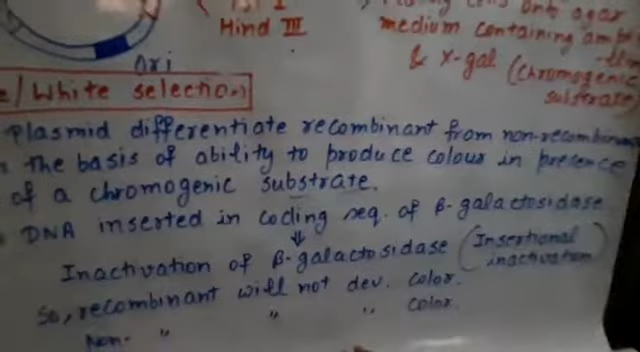 Hind III
Ori
medium containing
& X-gal (Chromogenic
substrate)
/White selection
Plasmid differentiate recombinant from non-recombinan
the basis of ability to produce colour in presence
of a chromogenic substrate.
DNA inserted in coding seq. of β-galactosidase
⇓
Inactivation of β-galactosidase (Insertional
inactivation)
So, recombinant will not dev. color.
Non- " " " color.